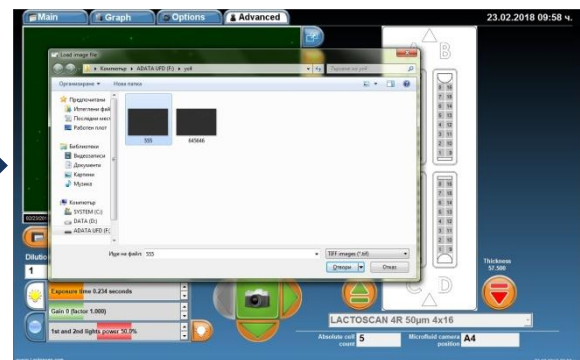 Main Graph Options Advanced 23.02.2018 09:58 ч.
Load image file
Компютър ▸ ADATA UFD (F:) ▸
Организиране Нова папка
Предпочитани
Изтеглени фай
Последни мест
Работен плот
Библиотеки
Видеозаписи
Документи
Картини
Музика
Компютър
SYSTEM (C:)
DATA (D:)
ADATA UFD (F:)
555 645646
Име на файл: 555
TIFF images (*.tif)
Отвори Отказ
A B
C D
Thickness
57.500
1
Exposure time 0.234 seconds
Gain 0 (factor 1.000)
1st and 2nd lights power 50.0%
LACTOSCAN 4R 50µm 4x16
Absolute cell count 5
Microfluid camera position A4